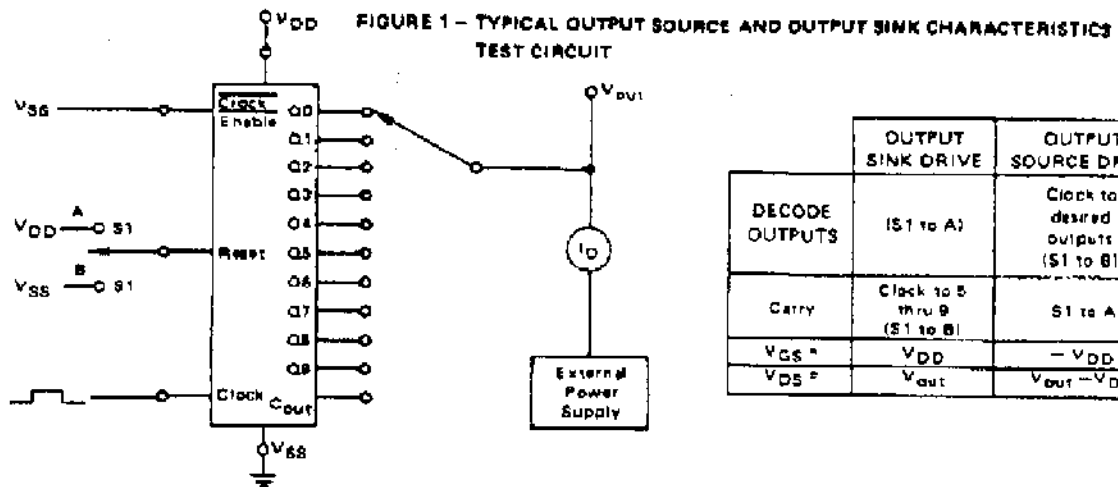 FIGURE 1 – TYPICAL OUTPUT SOURCE AND OUTPUT SINK CHARACTERISTICS
TEST CIRCUIT
VDD
VSS
Clock
Enable
Q0
Q1
Q2
Q3
Q4
Q5
Q6
Q7
Q8
Q9
Cout
VDD
A
S1
Reset
VSS
B
S1
Clock
VSS
Vout
ID
External
Power
Supply
OUTPUT
SINK DRIVE
OUTPUT
SOURCE
DECODE
OUTPUTS
(S1 to A)
Clock to
desired
outputs
(S1 to B)
Carry
Clock to 5
thru 9
(S1 to B)
S1 to A
VGS =
VDD
– VDD
VDS =
Vout
Vout – VD